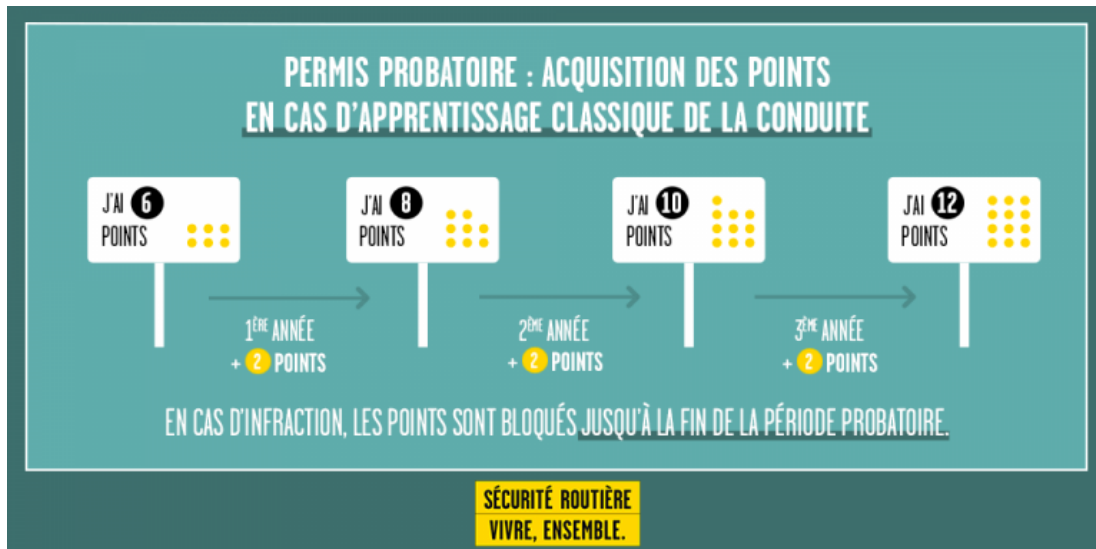 PERMIS PROBATOIRE : ACQUISITION DES POINTS
EN CAS D'APPRENTISSAGE CLASSIQUE DE LA CONDUITE
J'AI 6
POINTS
J'AI 8
POINTS
J'AI 10
POINTS
J'AI 12
POINTS
1ÈRE ANNÉE
+ 2 POINTS
2ÈME ANNÉE
+ 2 POINTS
3ÈME ANNÉE
+ 2 POINTS
EN CAS D'INFRACTION, LES POINTS SONT BLOQUÉS JUSQU'À LA FIN DE LA PÉRIODE PROBATOIRE.
SÉCURITÉ ROUTIÈRE
VIVRE, ENSEMBLE.